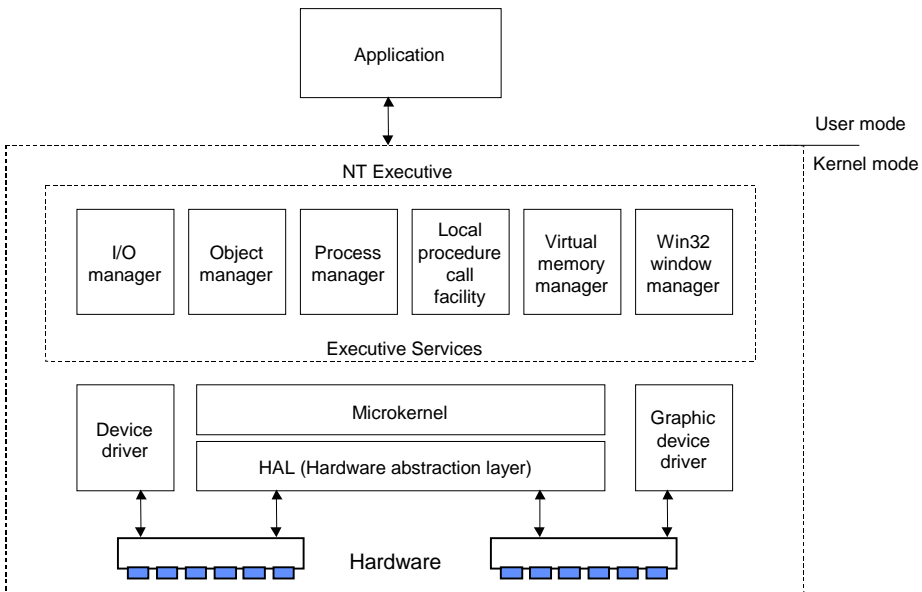 Application
User mode
Kernel mode
NT Executive
I/O
manager
Object
manager
Process
manager
Local
procedure
call
facility
Virtual
memory
manager
Win32
window
manager
Executive Services
Device
driver
Microkernel
HAL (Hardware abstraction layer)
Graphic
device
driver
Hardware